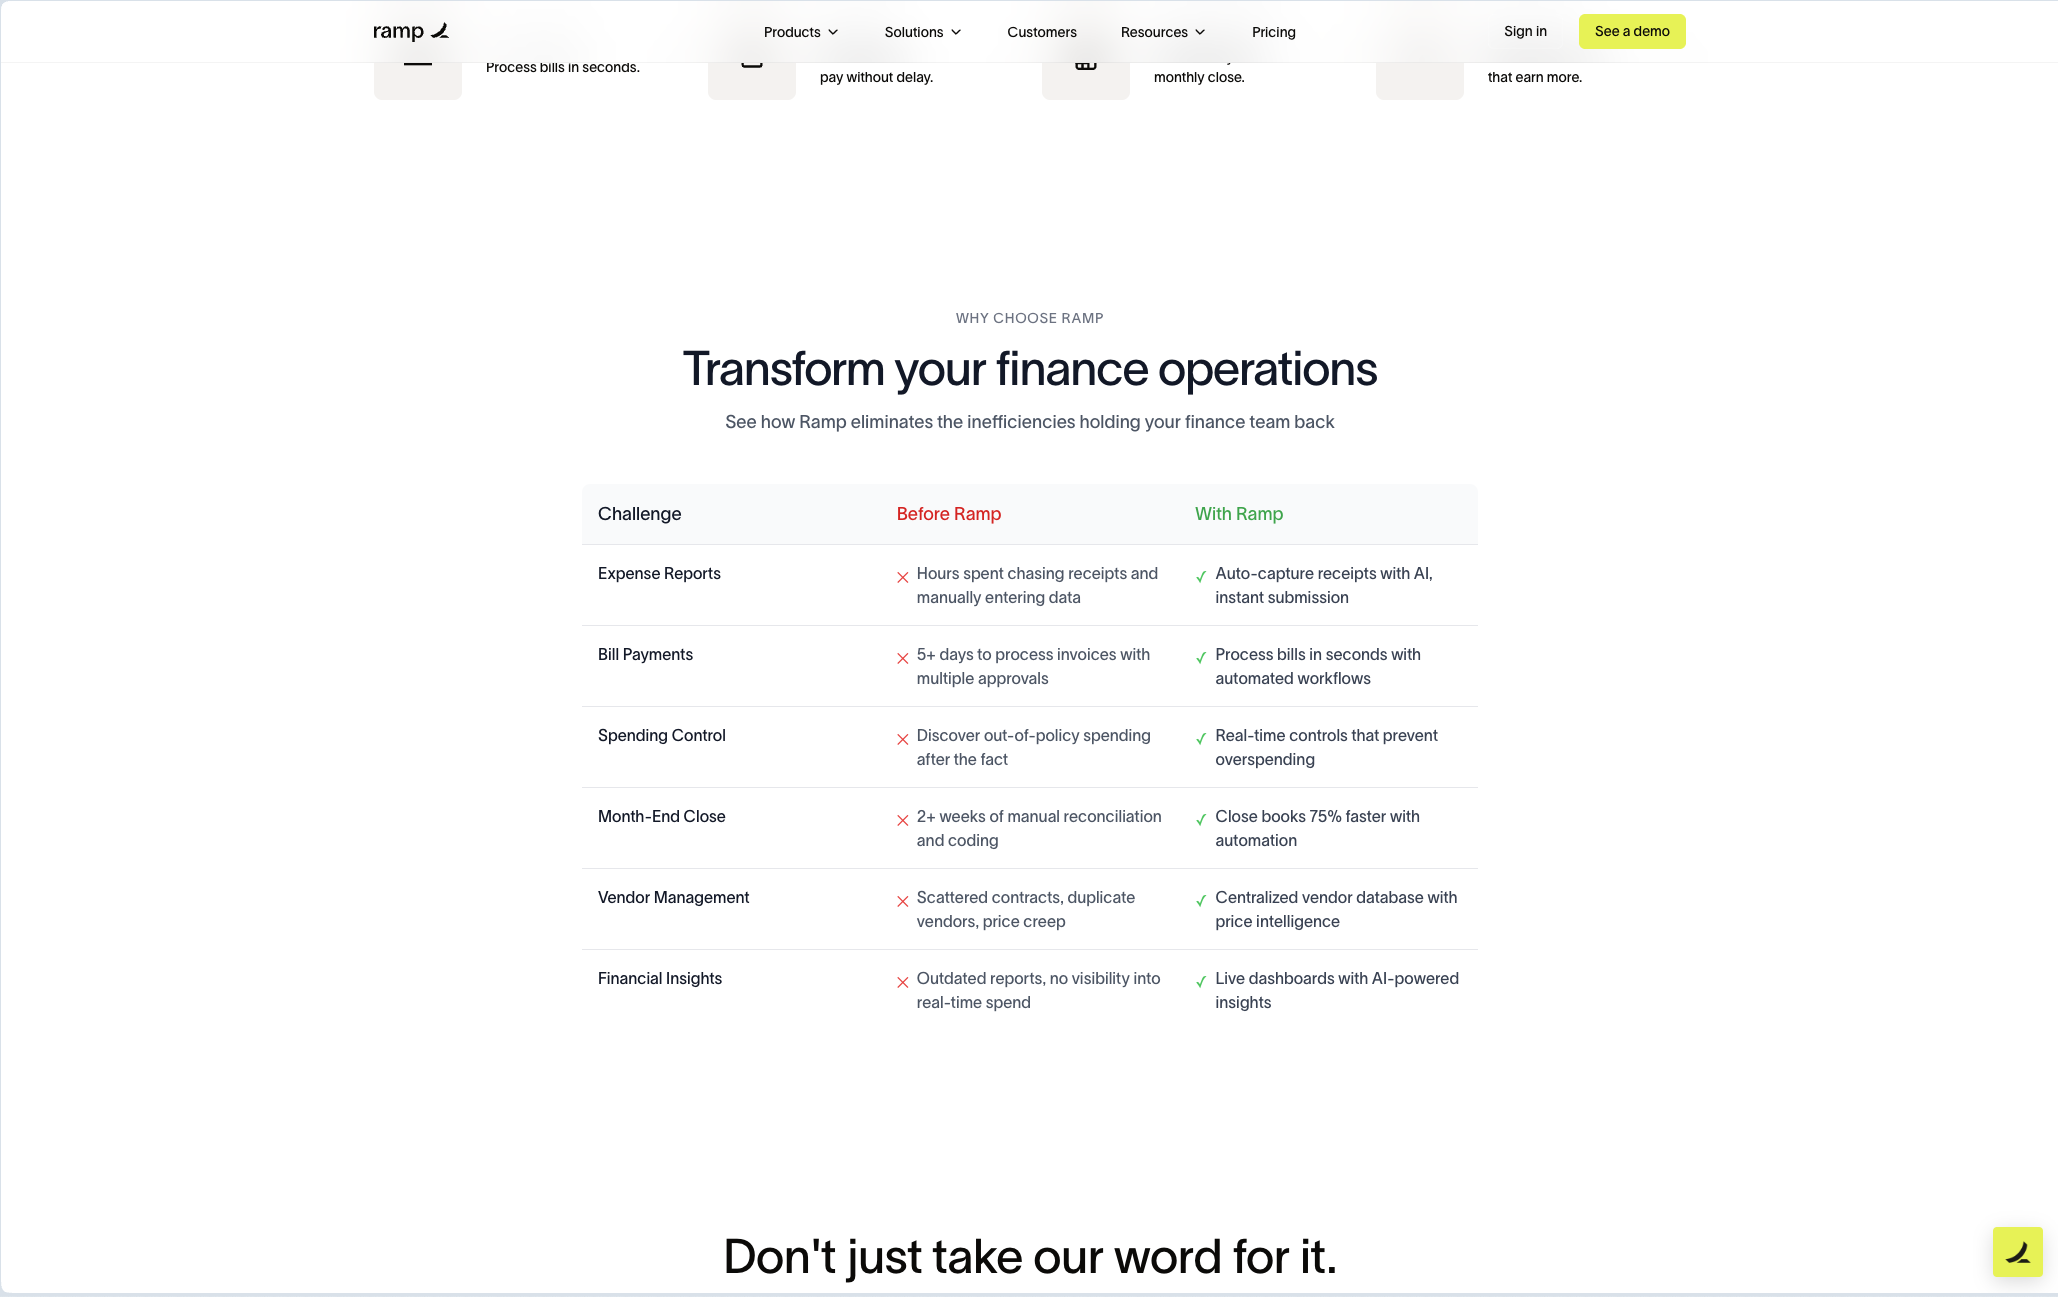 ramp
Products
Solutions
Customers
Resources
Pricing
Sign in
See a demo
Process bills in seconds.
pay without delay.
monthly close.
that earn more.
WHY CHOOSE RAMP
Transform your finance operations
See how Ramp eliminates the inefficiencies holding your finance team back
Challenge
Before Ramp
With Ramp
Expense Reports
Hours spent chasing receipts and
manually entering data
Auto-capture receipts with AI,
instant submission
Bill Payments
5+ days to process invoices with
multiple approvals
Process bills in seconds with
automated workflows
Spending Control
Discover out-of-policy spending
after the fact
Real-time controls that prevent
overspending
Month-End Close
2+ weeks of manual reconciliation
and coding
Close books 75% faster with
automation
Vendor Management
Scattered contracts, duplicate
vendors, price creep
Centralized vendor database with
price intelligence
Financial Insights
Outdated reports, no visibility into
real-time spend
Live dashboards with AI-powered
insights
Don't just take our word for it.